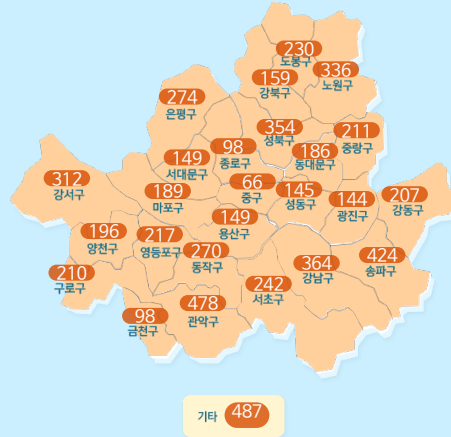 230
도봉구
159
강북구
336
노원구
274
은평구
354
성북구
211
중랑구
98
종로구
186
동대문구
149
서대문구
312
강서구
189
마포구
66
중구
145
성동구
144
광진구
207
강동구
149
용산구
196
양천구
217
영등포구
270
동작구
210
구로구
364
강남구
424
송파구
242
서초구
478
관악구
98
금천구
기타 487